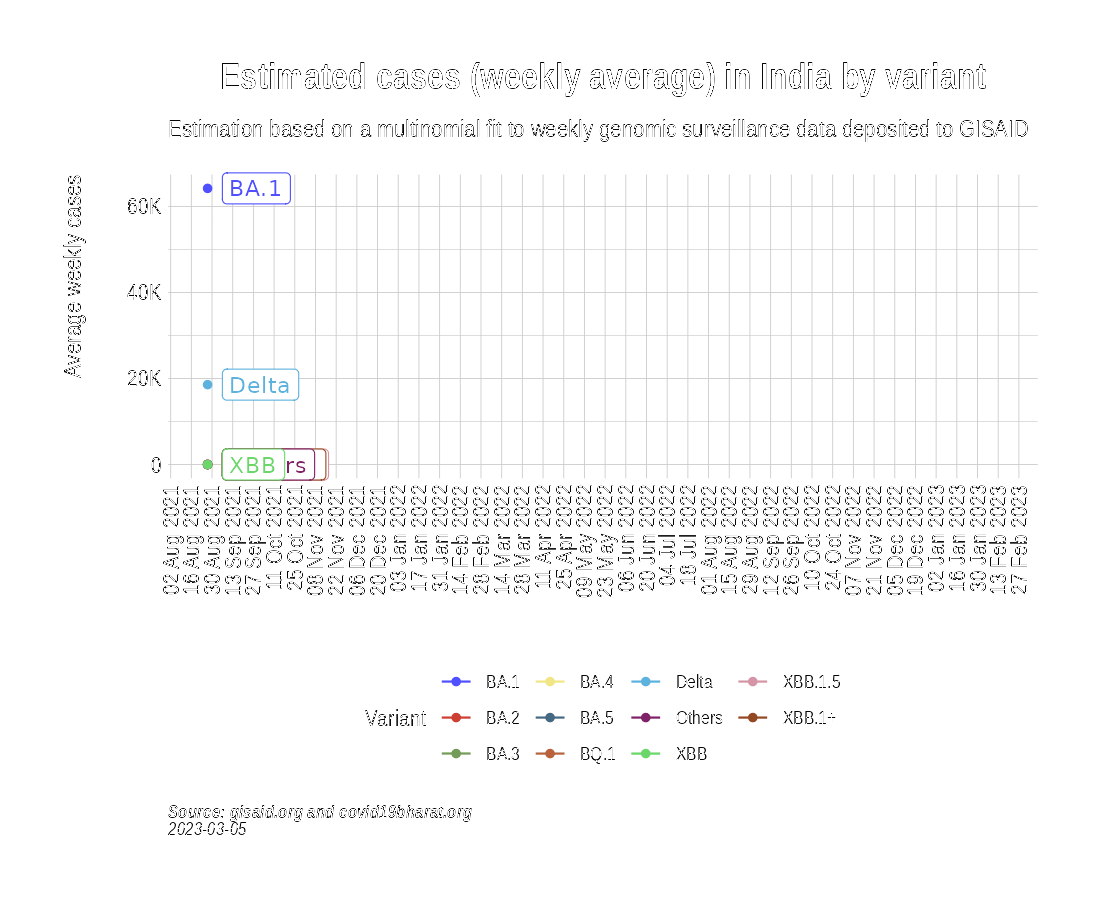 Estimated cases (weekly average) in India by variant
Estimation based on a multinomial fit to weekly genomic surveillance data deposited to GISAID
Average weekly cases
60K
40K
20K
0
BA.1
Delta
XBB
rs
02 Aug 2021
16 Aug 2021
30 Aug 2021
13 Sep 2021
27 Sep 2021
11 Oct 2021
25 Oct 2021
08 Nov 2021
22 Nov 2021
06 Dec 2021
20 Dec 2021
03 Jan 2022
17 Jan 2022
31 Jan 2022
14 Feb 2022
28 Feb 2022
14 Mar 2022
28 Mar 2022
11 Apr 2022
25 Apr 2022
09 May 2022
23 May 2022
06 Jun 2022
20 Jun 2022
04 Jul 2022
18 Jul 2022
01 Aug 2022
15 Aug 2022
29 Aug 2022
12 Sep 2022
26 Sep 2022
10 Oct 2022
24 Oct 2022
07 Nov 2022
21 Nov 2022
05 Dec 2022
19 Dec 2022
02 Jan 2023
16 Jan 2023
30 Jan 2023
13 Feb 2023
27 Feb 2023
Variant
BA.1 BA.4 Delta XBB.1.5
BA.2 BA.5 Others XBB.1+
BA.3 BQ.1 XBB
Source: gisaid.org and covid19bharat.org
2023-03-05